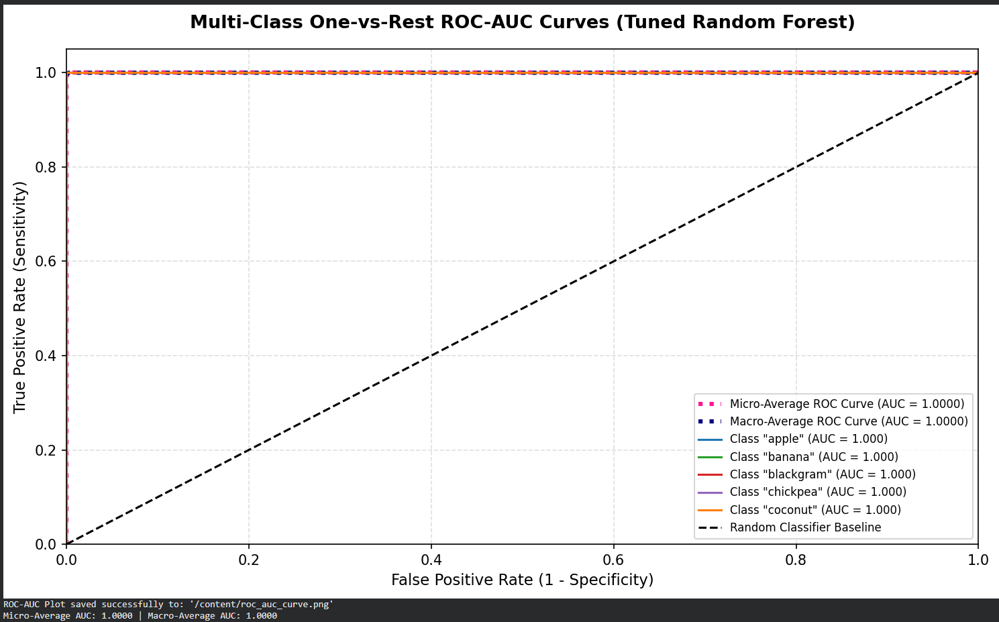 Multi-Class One-vs-Rest ROC-AUC Curves (Tuned Random Forest)
True Positive Rate (Sensitivity)
1.0
0.8
0.6
0.4
0.2
0.0
0.0 0.2 0.4 0.6 0.8 1.0
False Positive Rate (1 - Specificity)
Micro-Average ROC Curve (AUC = 1.0000)
Macro-Average ROC Curve (AUC = 1.0000)
Class "apple" (AUC = 1.000)
Class "banana" (AUC = 1.000)
Class "blackgram" (AUC = 1.000)
Class "chickpea" (AUC = 1.000)
Class "coconut" (AUC = 1.000)
Random Classifier Baseline
ROC-AUC Plot saved successfully to: '/content/roc_auc_curve.png'
Micro-Average AUC: 1.0000 | Macro-Average AUC: 1.0000